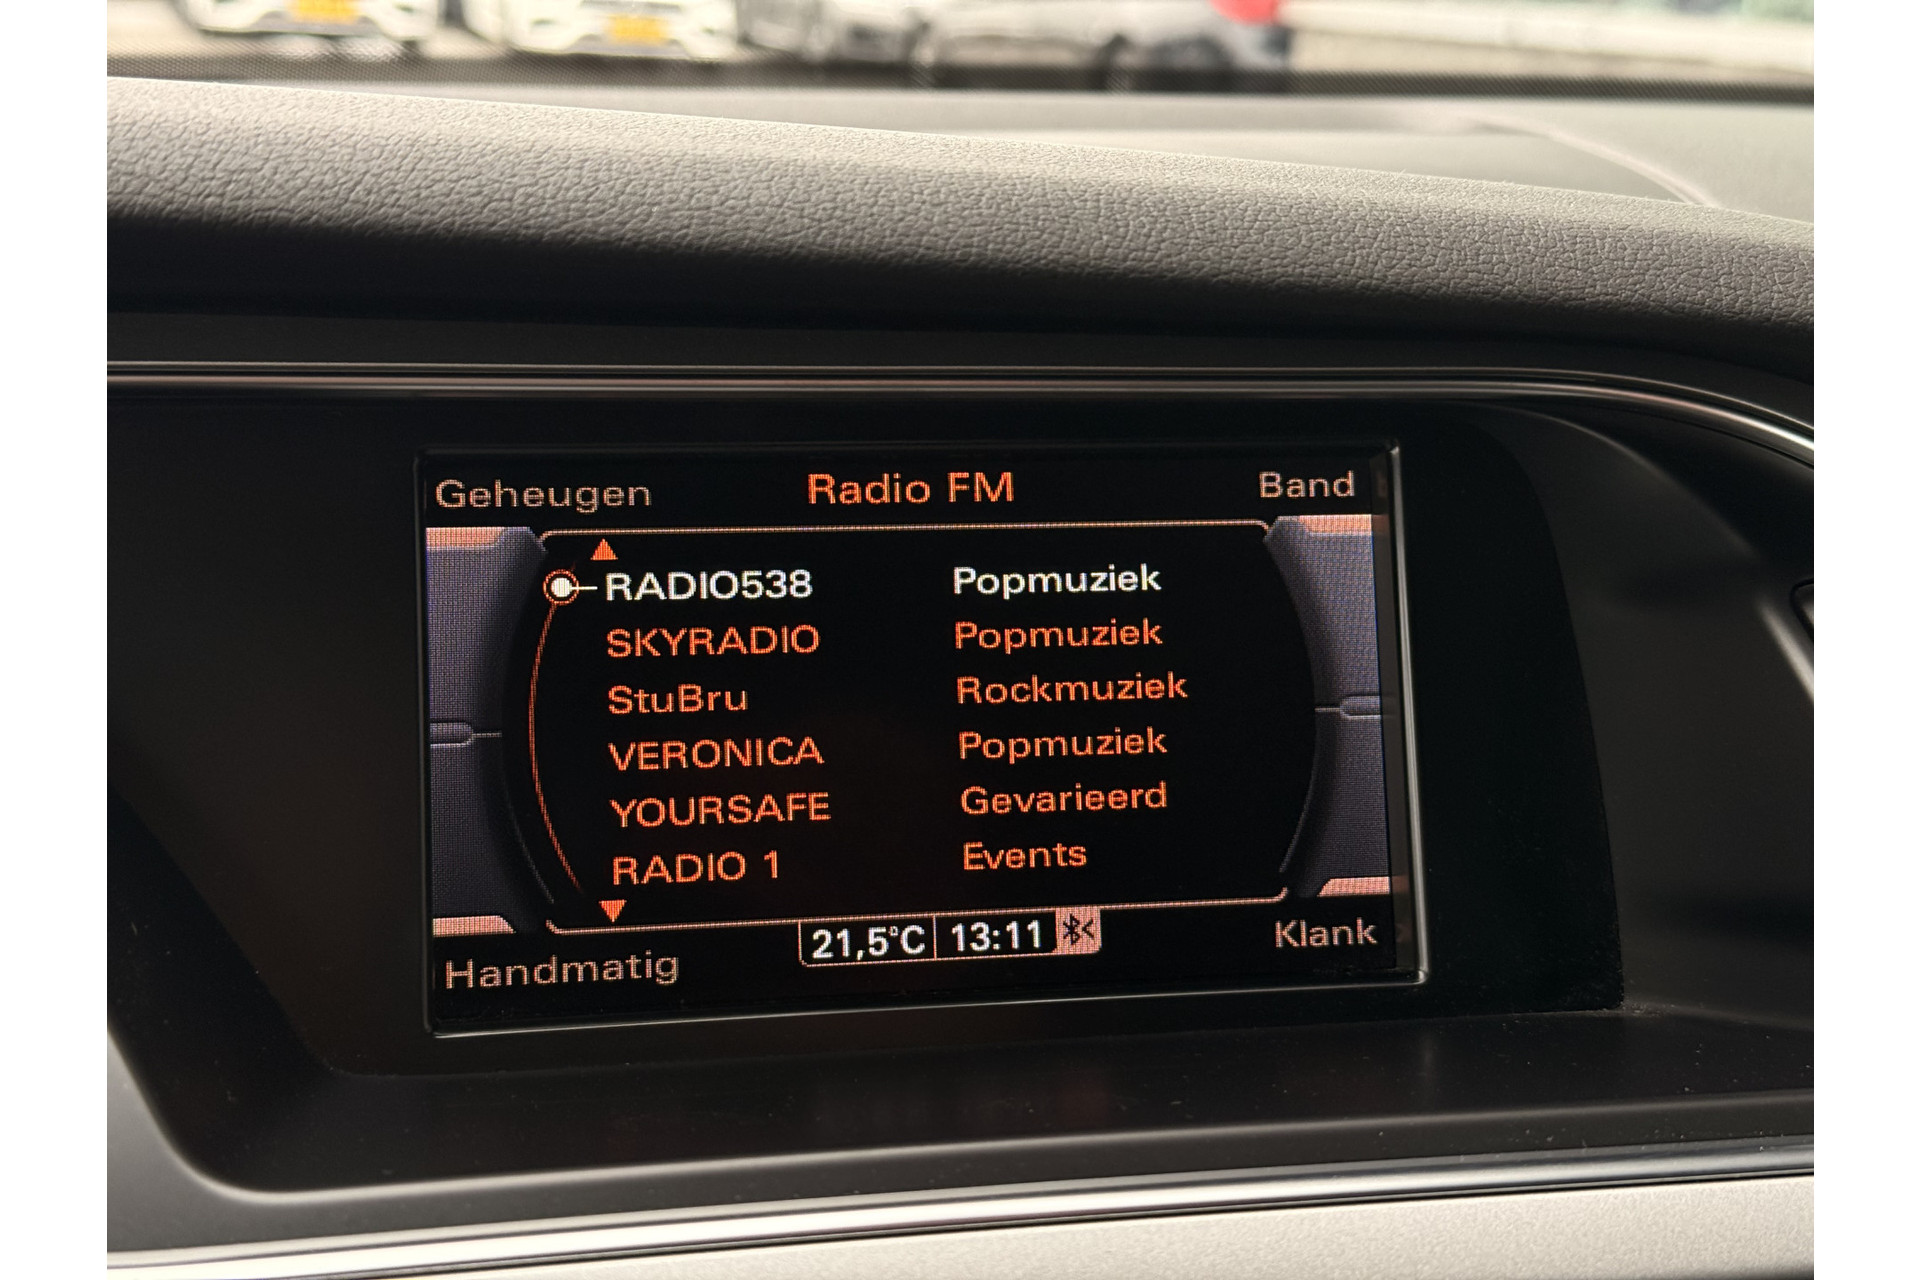 Geheugen Radio FM Band
RADIO538 Popmuziek
SKYRADIO Popmuziek
StuBru Rockmuziek
VERONICA Popmuziek
YOURSAFE Gevarieerd
RADIO 1 Events
Handmatig 21,5°C 13:11 Klank